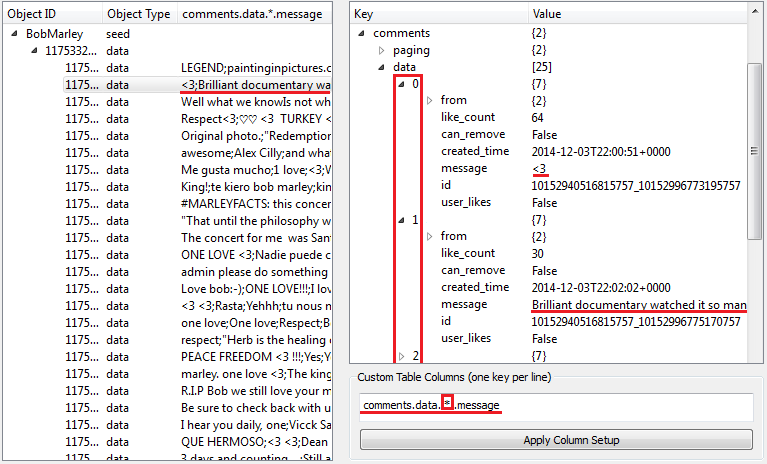 Object ID Object Type comments.data.*.message
BobMarley seed
1175332... data
1175... data LEGEND;paintinginpictures.c
1175... data <3;Brilliant documentary wa
1175... data Well what we knowIs not wh
1175... data Respect<3;♡♡ <3 TURKEY <
1175... data Original photo.;"Redemption
1175... data awesome;Alex Cilly;and what
1175... data Me gusta mucho;1 love;<3;W
1175... data King!;te kiero bob marley;kin
1175... data #MARLEYFACTS: this concer
1175... data "That until the philosophy w
1175... data The concert for me was San
1175... data ONE LOVE <3;Nadie puede c
1175... data admin please do something
1175... data Love bob:-);ONE LOVE!!!;I lov
1175... data <3 <3;Rasta;Yehhh;tu nous m
1175... data one love;One love;Respect;B
1175... data respect;"Herb is the healing o
1175... data PEACE FREEDOM <3 !!!;Yes;Y
1175... data marley. one love <3;The king
1175... data R.I.P Bob we still love your m
1175... data Be sure to check back with u
1175... data I hear you daily, one;Vicck Sa
1175... data QUE HERMOSO;<3 <3;Dean
1175... data 3 days and counting
Key Value
comments {2}
paging {2}
data [25]
0 {7}
from {2}
like_count 64
can_remove False
created_time 2014-12-03T22:00:51+0000
message <3
id 10152940516815757_10152996773195757
user_likes False
1 {7}
from {2}
like_count 30
can_remove False
created_time 2014-12-03T22:02:02+0000
message Brilliant documentary watched it so man
id 10152940516815757_10152996775170757
user_likes False
2 {7}
Custom Table Columns (one key per line)
comments.data.*.message
Apply Column Setup